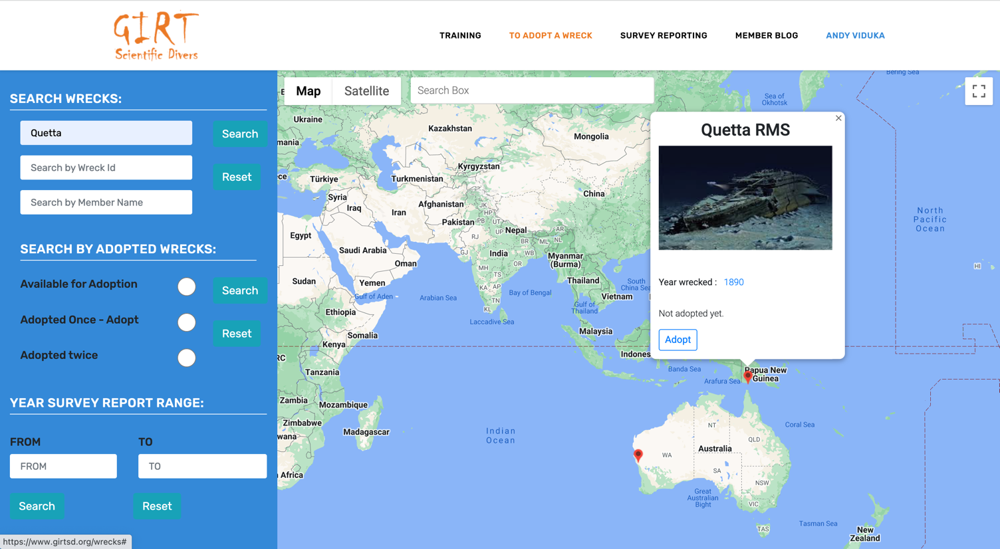 GIRT
Scientific Divers
TRAINING
TO ADOPT A WRECK
SURVEY REPORTING
MEMBER BLOG
ANDY VIDUKA
SEARCH WRECKS:
Quetta
Search
Search by Wreck Id
Reset
Search by Member Name
SEARCH BY ADOPTED WRECKS:
Available for Adoption
Search
Adopted Once - Adopt
Reset
Adopted twice
YEAR SURVEY REPORT RANGE:
FROM
TO
FROM
TO
Search
Reset
https://www.girtsd.org/wrecks#
Map
Satellite
Search Box
Bering Sea
Sea of
Okhotsk
Ukraine
Kazakhstan
Mongolia
mania
Kyrgyzstan
ce
Türkiye
Turkmenistan
China
Syria
Afghanistan
Iraq
Iran
JK
HP
Pakistan
PB
UT
Egypt
Nepal
UP
AR
RJ
BR
ML
NL
Saudi Arabia
GJ
India
WB
Myanmar
(Burma)
Oman
OR
MH
TS
Sudan
Yemen
KA
AP
Thailand
South
China Sea
Gulf of Aden
Arabian Sea
Bay of Bengal
Vietnam
TN
KL
Gulf of
Thailand
Ethiopia
Laccadive Sea
Malaysia
Somalia
Kenya
RC
Indones
Tanzania
Banda Sea
Papua New
Guinea
Arafura Sea
Zambia
Mozambique
Zimbabwe
Madagascar
wana
Africa
Indian
Ocean
Coral Sea
NT
QLD
WA
Australia
SA
NSW
Great
Australian
Bight
VIC
TAS
Tasman Sea
New
Zealand
North
Pacific
Ocean
HI
Quetta RMS
Year wrecked : 1890
Not adopted yet.
Adopt